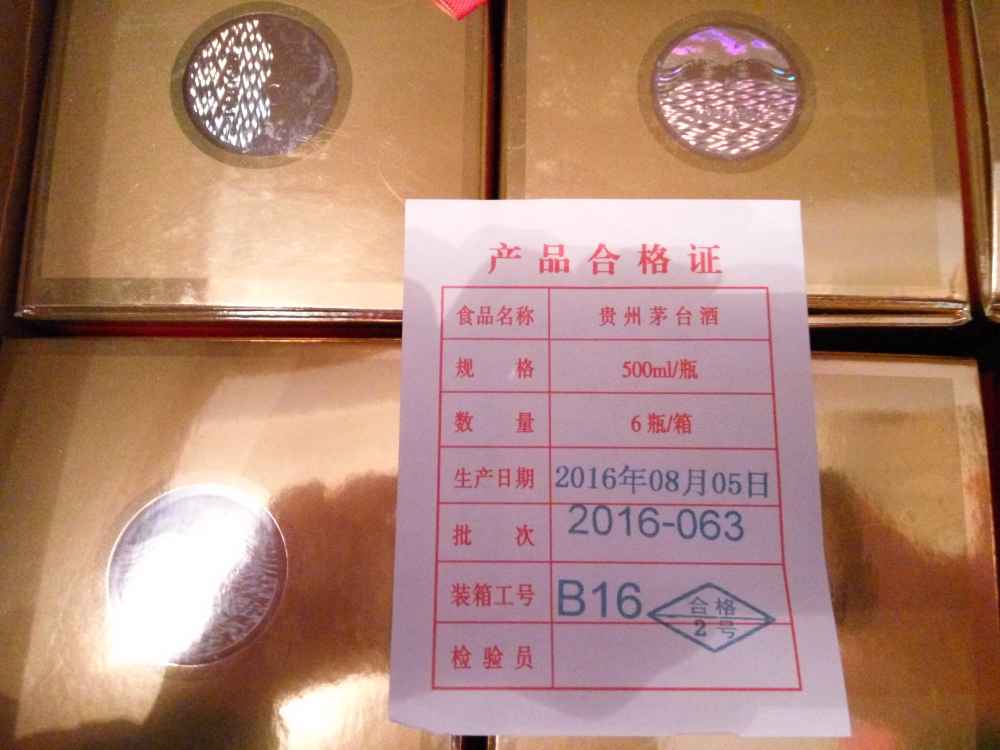 产品合格证
食品名称 贵州茅台酒
规 格 500ml/瓶
数 量 6瓶/箱
生产日期 2016年08月05日
批 次 2016-063
装箱工号 B16
检验员
合格
2号